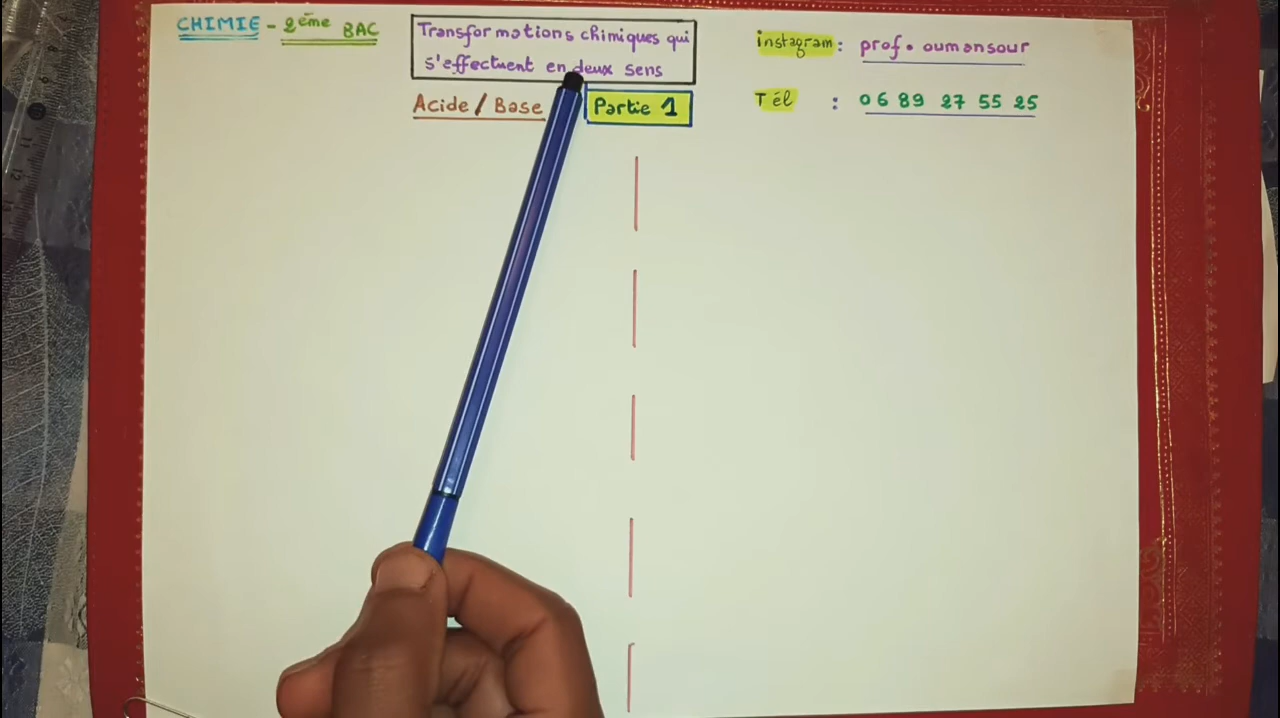 CHIMIE - 2ème BAC
Transformations chimiques qui
s'effectuent en deux sens
Acide / Base
Partie 1
instagram : prof.oumansour
Tél : 06 89 27 55 25